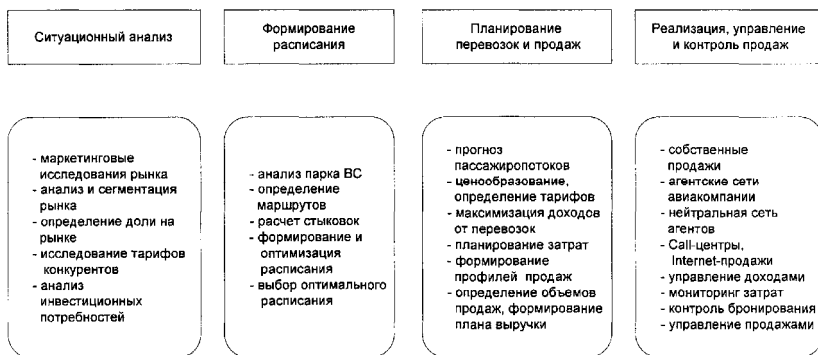 Ситуационный анализ
Формирование
расписания
Планирование
перевозок и продаж
Реализация, управление
и контроль продаж
- маркетинговые
исследования рынка
- анализ и сегментация
рынка
- определение доли на
рынке
- исследование тарифов
конкурентов
- анализ
инвестиционных
потребностей
- анализ парка ВС
- определение
маршрутов
- расчет стыковок
- формирование и
оптимизация
расписания
- выбор оптимального
расписания
- прогноз
пассажиропотоков
- ценообразование,
определение тарифов
- максимизация доходов
от перевозок
- планирование затрат
- формирование
профилей продаж
- определение объемов
продаж, формирование
плана выручки
- собственные
продажи
- агентские сети
авиакомпании
- нейтральная сеть
агентов
- Call-центры,
Internet-продажи
- управление доходами
- мониторинг затрат
- контроль бронирования
- управление продажами